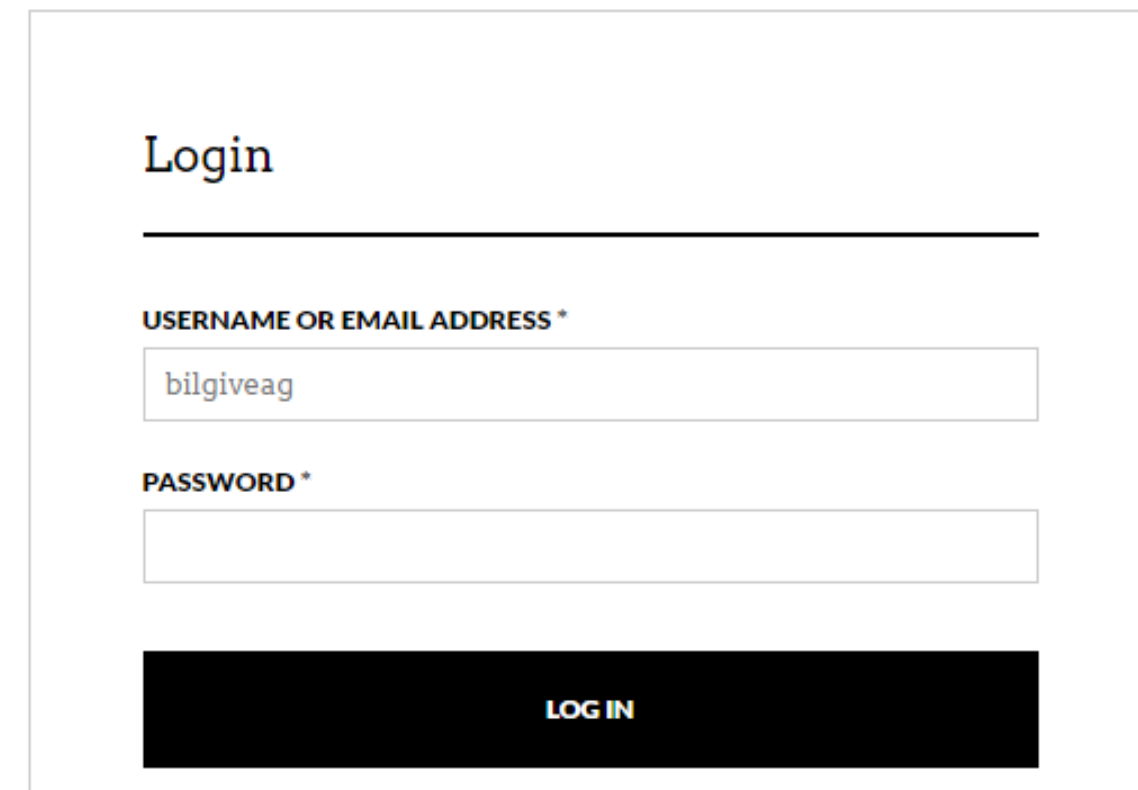 Login
USERNAME OR EMAIL ADDRESS *
bilgiveag
PASSWORD *
LOG IN